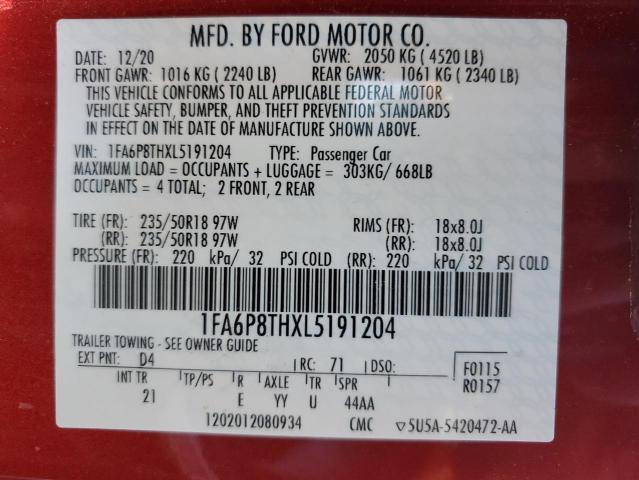 MFD. BY FORD MOTOR CO.
DATE: 12/20 GVWR: 2050 KG ( 4520 LB)
FRONT GAWR: 1016 KG ( 2240 LB) REAR GAWR: 1061 KG ( 2340 LB)
THIS VEHICLE CONFORMS TO ALL APPLICABLE FEDERAL MOTOR
VEHICLE SAFETY, BUMPER, AND THEFT PREVENTION STANDARDS
IN EFFECT ON THE DATE OF MANUFACTURE SHOWN ABOVE.
VIN: 1FA6P8THXL5191204 TYPE: Passenger Car
MAXIMUM LOAD = OCCUPANTS + LUGGAGE = 303KG/ 668LB
OCCUPANTS = 4 TOTAL; 2 FRONT, 2 REAR
TIRE (FR): 235/50R18 97W RIMS (FR): 18x8.0J
(RR): 235/50R18 97W (RR): 18x8.0J
PRESSURE (FR): 220 kPa/ 32 PSI COLD (RR): 220 kPa/ 32 PSI COLD
1FA6P8THXL5191204
TRAILER TOWING - SEE OWNER GUIDE
EXT PNT: D4 RC: 71 DSO: F0115
INT TR TP/PS R AXLE TR SPR R0157
21 E YY U 44AA
1202012080934 CMC ▽5U5A-5420472-AA